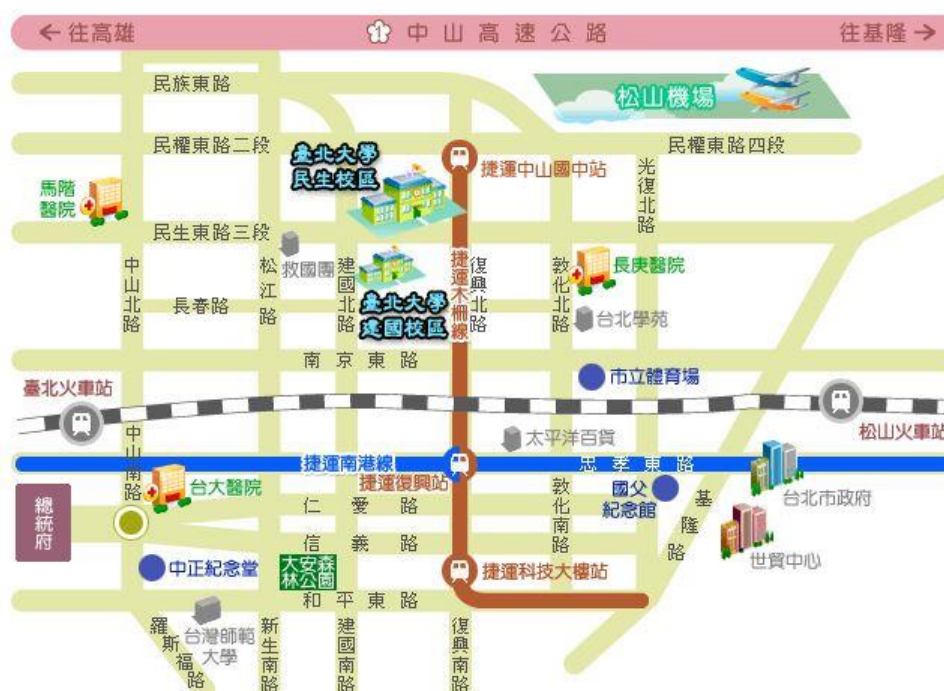 ←往高雄
1 中山高速公路
往基隆→
民族東路
松山機場
民權東路二段
臺北大學
民生校區
捷運中山國中站
民權東路四段
光復北路
馬偕
醫院
民生東路三段
救國團
捷運木柵線
長庚醫院
中山北路
松江路
建國北路
復興北路
敦化北路
長春路
臺北大學
建國校區
台北學苑
南京東路
市立體育場
臺北火車站
松山火車站
中山南路
太平洋百貨
捷運南港線
忠孝東路
捷運復興站
總統府
台大醫院
仁愛路
敦化南路
國父
紀念館
基隆路
台北市政府
信義路
世貿中心
中正紀念堂
大安森
林公園
捷運科技大樓站
和平東路
羅斯福路
台灣師範
大學
新生南路
建國南路
復興南路